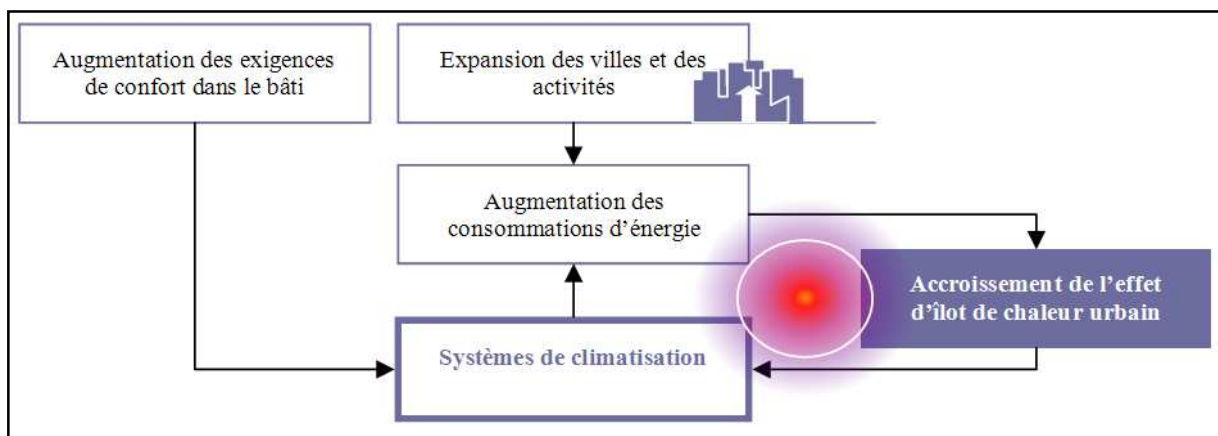 Augmentation des exigences
de confort dans le bâti
Expansion des villes et des
activités
Augmentation des
consommations d’énergie
Accroissement de l’effet
d’îlot de chaleur urbain
Systèmes de climatisation